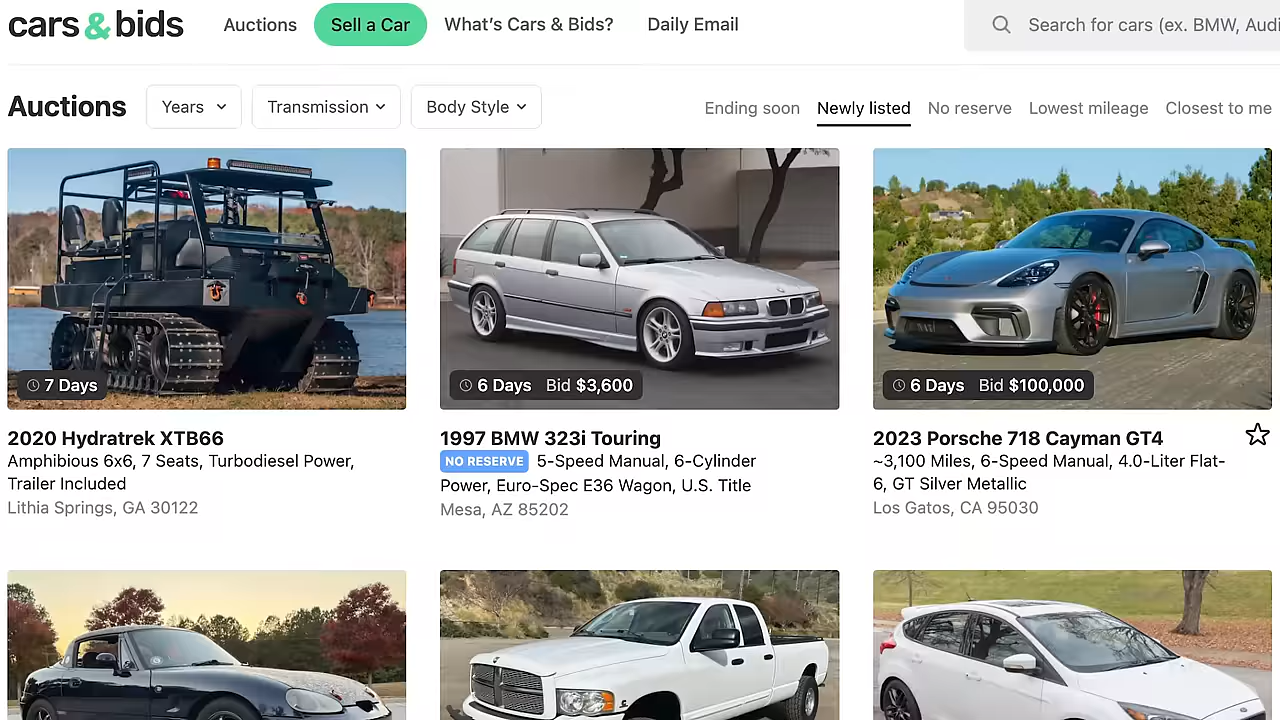 cars & bids
Auctions
Sell a Car
What's Cars & Bids?
Daily Email
Search for cars (ex. BMW, Audi
Auctions
Years
Transmission
Body Style
Ending soon
Newly listed
No reserve
Lowest mileage
Closest to me
7 Days
6 Days Bid $3,600
6 Days Bid $100,000
2020 Hydratrek XTB66
Amphibious 6x6, 7 Seats, Turbodiesel Power,
Trailer Included
Lithia Springs, GA 30122
1997 BMW 323i Touring
NO RESERVE 5-Speed Manual, 6-Cylinder
Power, Euro-Spec E36 Wagon, U.S. Title
Mesa, AZ 85202
2023 Porsche 718 Cayman GT4
~3,100 Miles, 6-Speed Manual, 4.0-Liter Flat-
6, GT Silver Metallic
Los Gatos, CA 95030